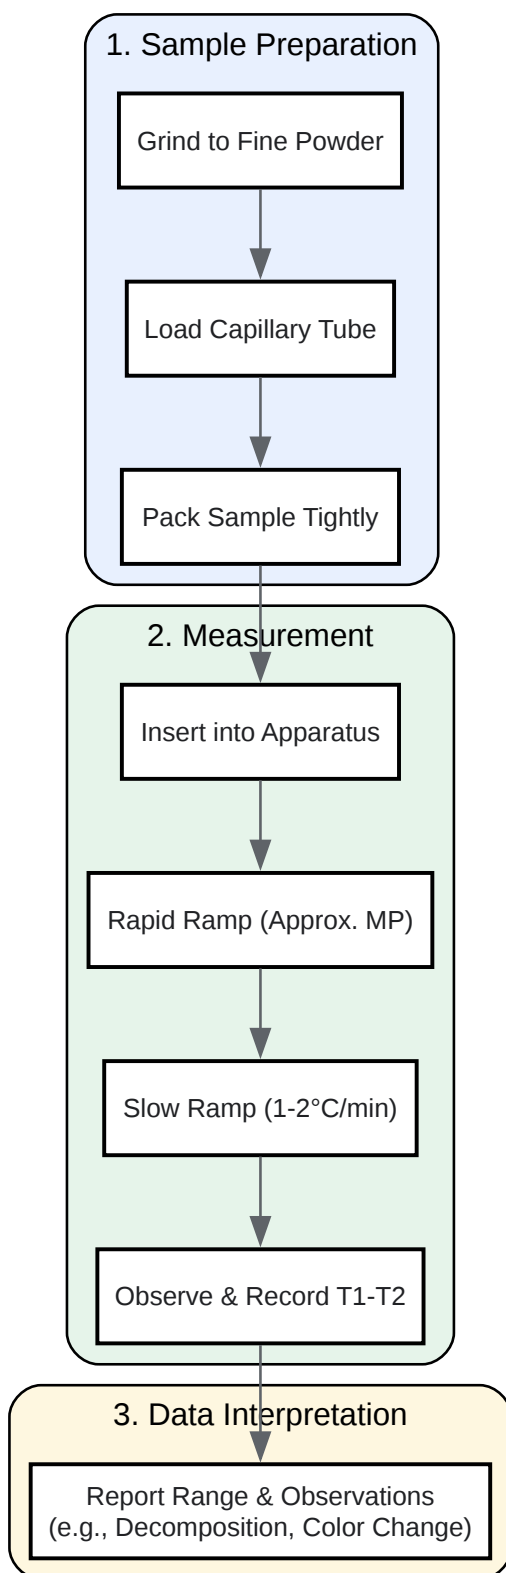 1. Sample Preparation
Grind to Fine Powder
Load Capillary Tube
Pack Sample Tightly
2. Measurement
Insert into Apparatus
Rapid Ramp (Approx. MP)
Slow Ramp (1-2°C/min)
Observe & Record T1-T2
3. Data Interpretation
Report Range & Observations
(e.g., Decomposition, Color Change)